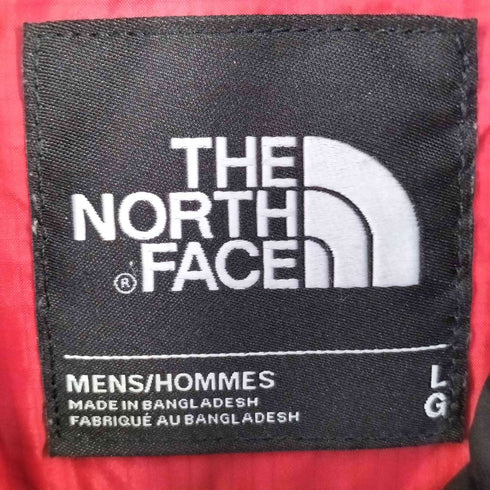 THE
NORTH
® FACE
MENS/HOMMES L
MADE IN BANGLADESH G
FABRIQUÉ AU BANGLADESH